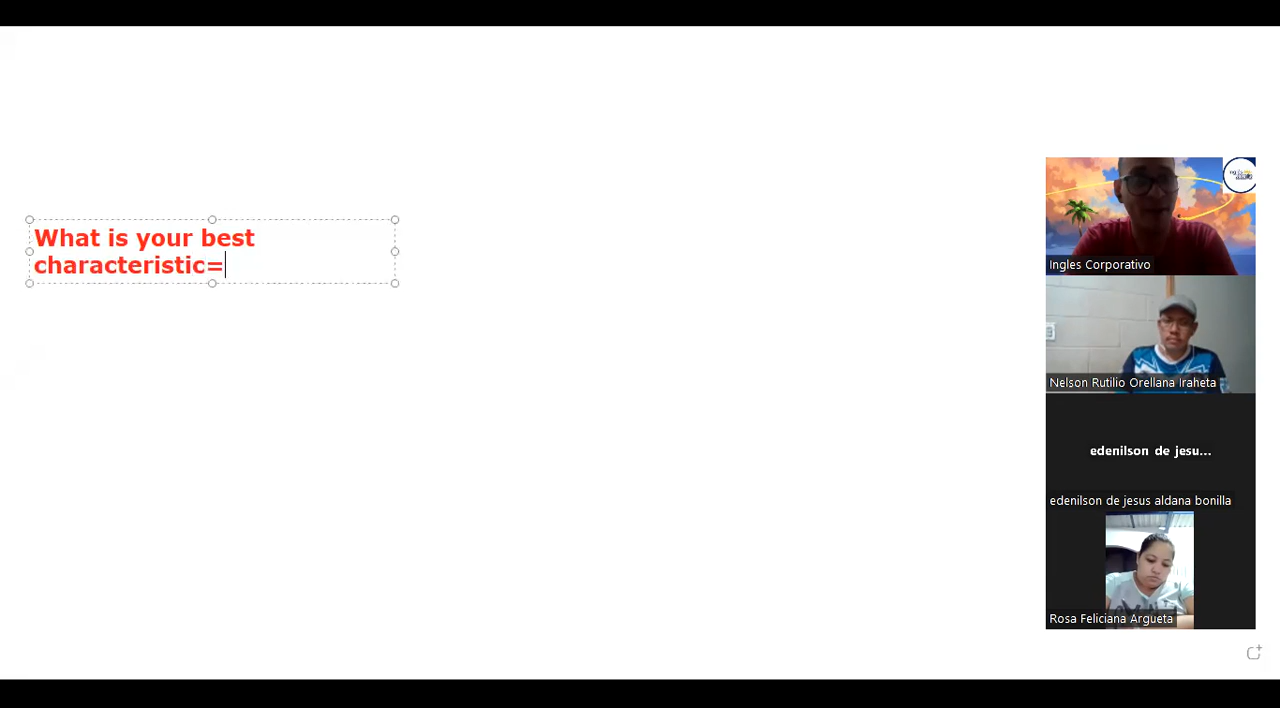 What is your best
characteristic=
Ingles Corporativo
Nelson Rutilio Orellana Iraheta
edenilson de jesu...
edenilson de jesus aldana bonilla
Rosa Feliciana Argueta